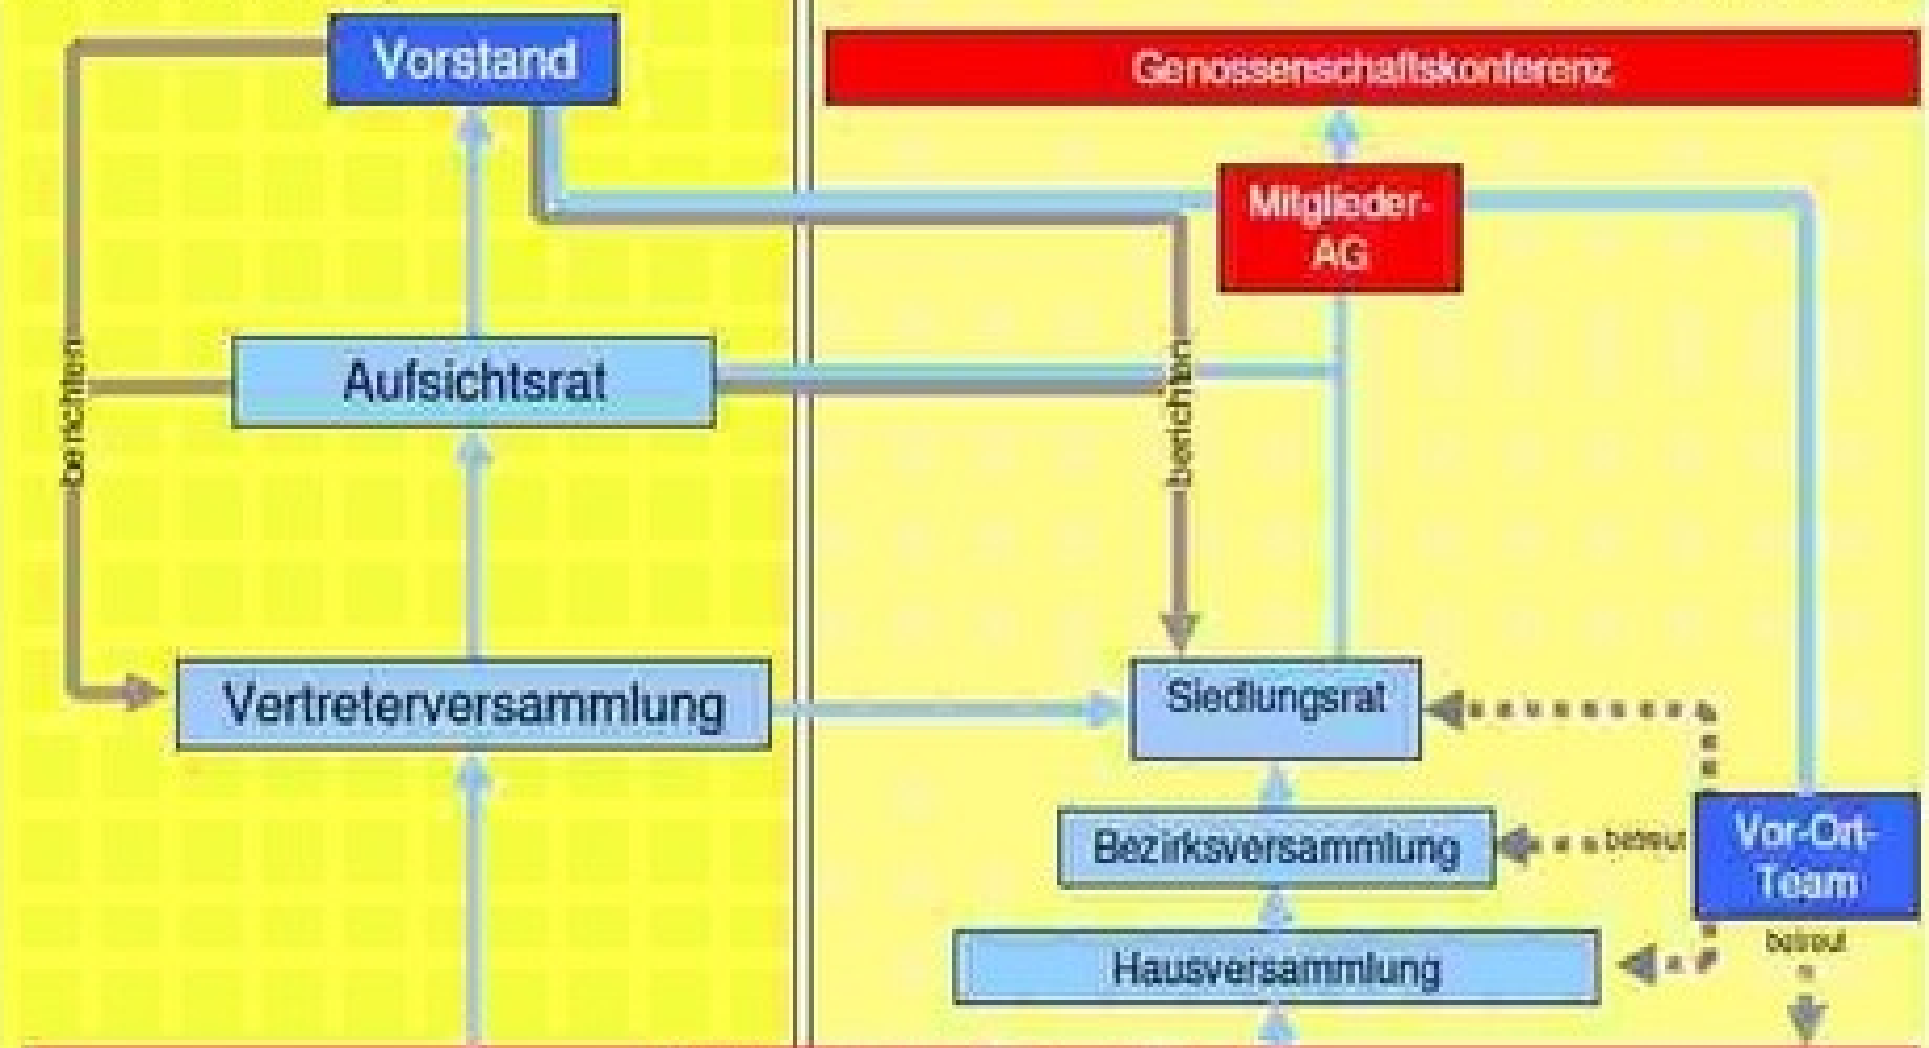 Vorstand
Genossenschaftskonferenz
Mitglieder-
AG
Aufsichtsrat
berichten
berichten
Vertreterversammlung
Siedlungsrat
Bezirksversammlung
betreut
Vor-Ort-
Team
betreut
Hausversammlung